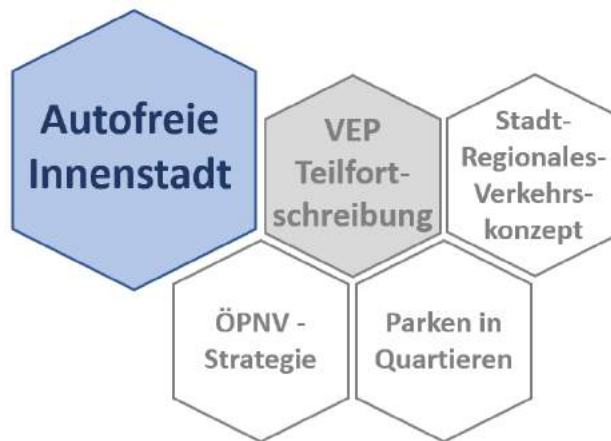 Autofreie
Innenstadt
VEP
Teilfort-
schreibung
Stadt-
Regionales-
Verkehrs-
konzept
ÖPNV -
Strategie
Parken in
Quartieren